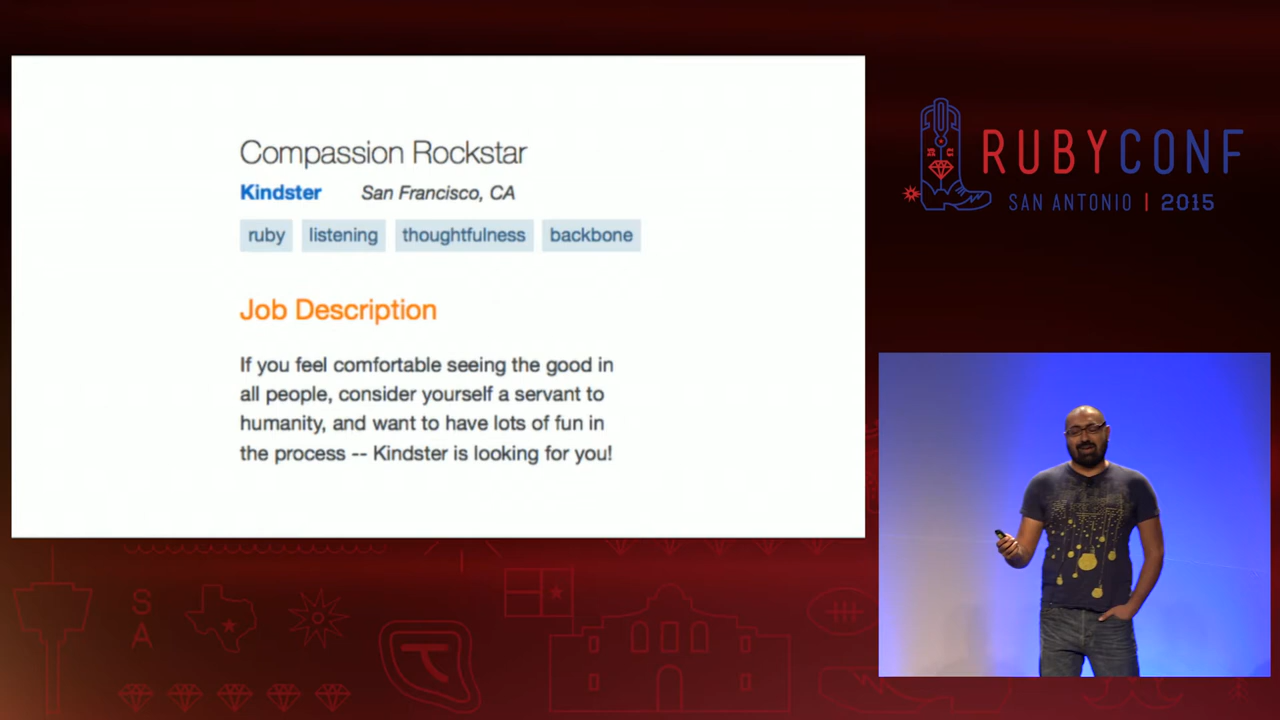 Compassion Rockstar
Kindster San Francisco, CA
ruby listening thoughtfulness backbone
Job Description
If you feel comfortable seeing the good in
all people, consider yourself a servant to
humanity, and want to have lots of fun in
the process -- Kindster is looking for you!
RUBYCONF
SAN ANTONIO | 2015
S
A